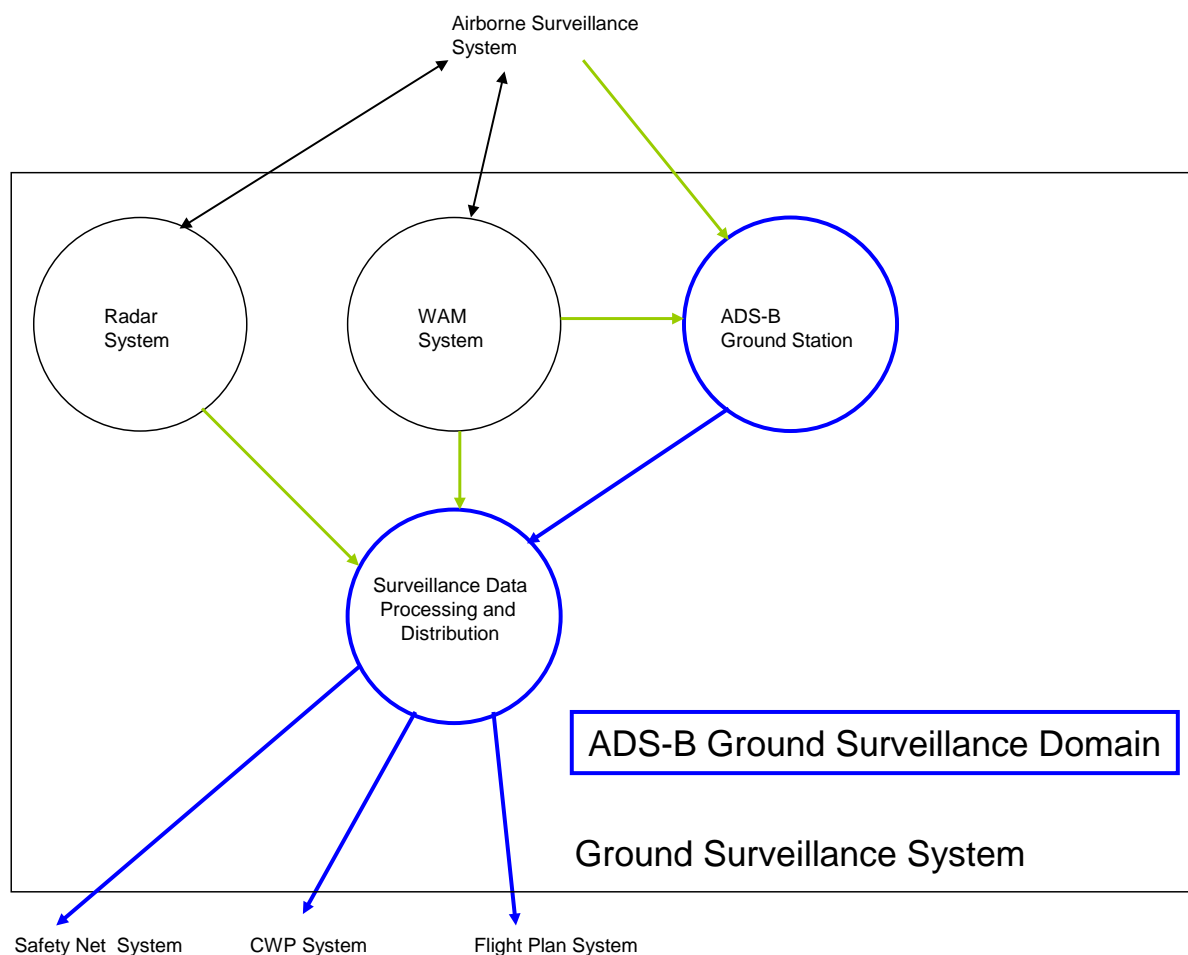 Airborne Surveillance
System
Radar
System
WAM
System
ADS-B
Ground Station
Surveillance Data
Processing and
Distribution
ADS-B Ground Surveillance Domain
Ground Surveillance System
Safety Net System
CWP System
Flight Plan System